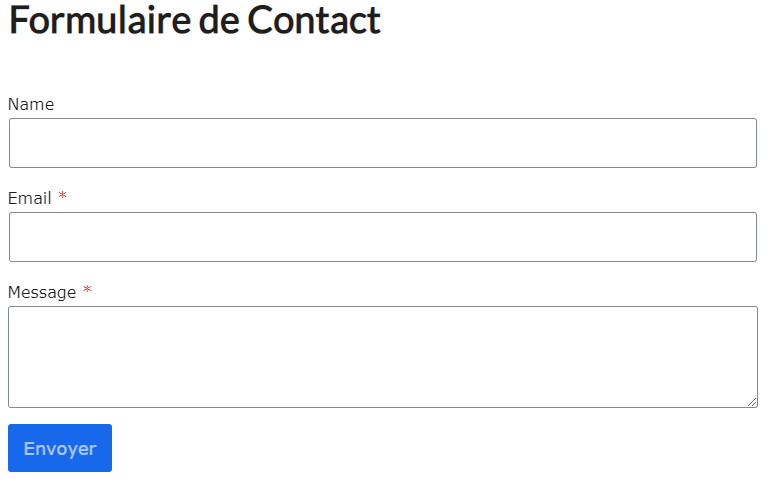 Formulaire de Contact
Name
Email *
Message *
Envoyer